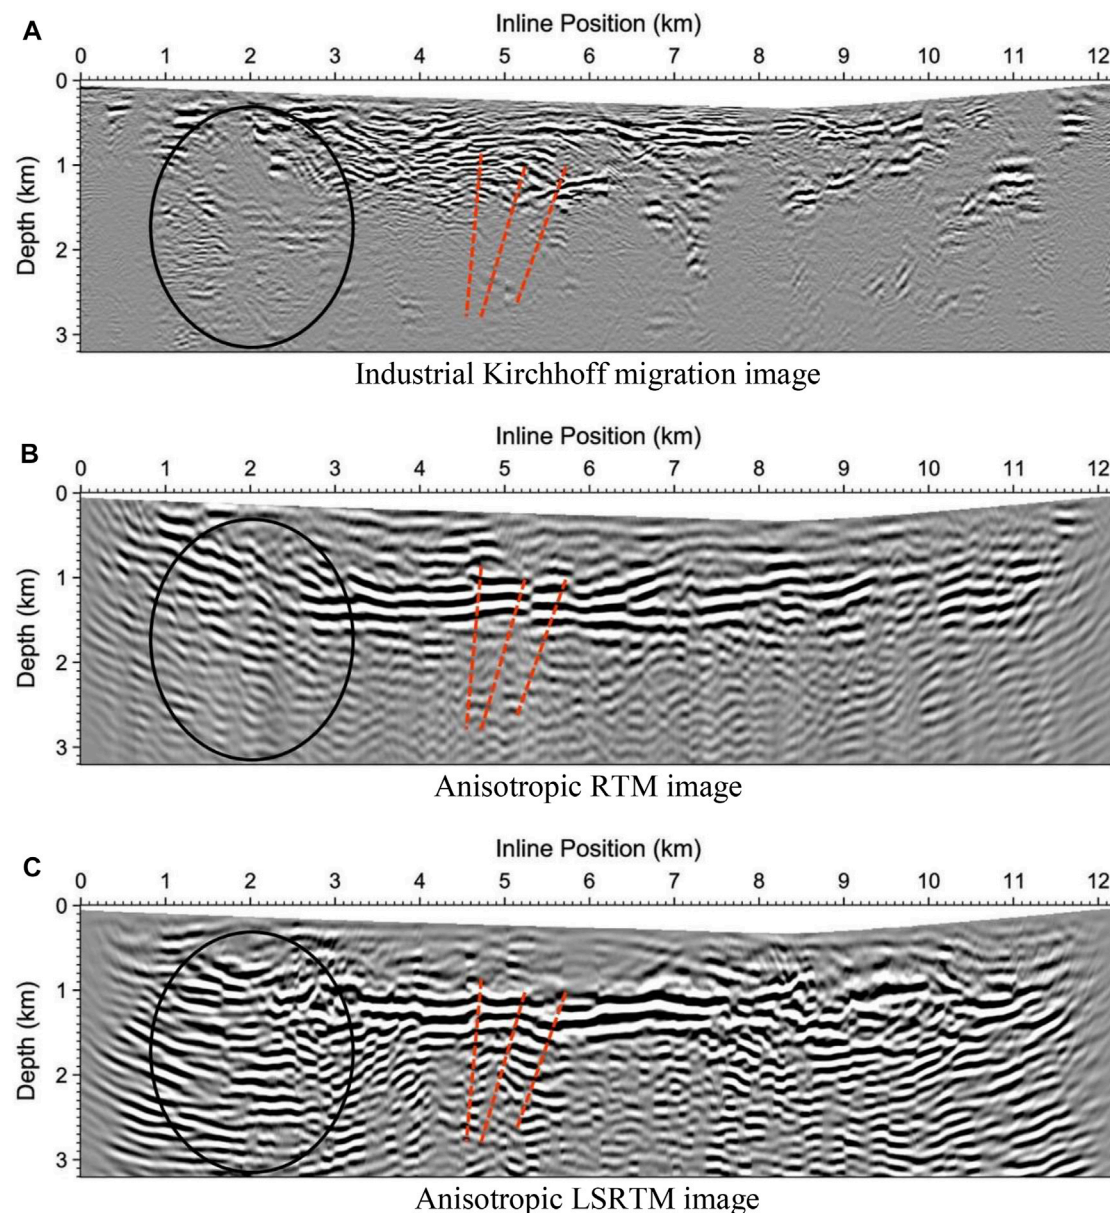 A
Inline Position (km)
0 1 2 3 4 5 6 7 8 9 10 11 12
Depth (km)
0
1
2
3
Industrial Kirchhoff migration image
B
Inline Position (km)
0 1 2 3 4 5 6 7 8 9 10 11 12
Depth (km)
0
1
2
3
Anisotropic RTM image
C
Inline Position (km)
0 1 2 3 4 5 6 7 8 9 10 11 12
Depth (km)
0
1
2
3
Anisotropic LSRTM image